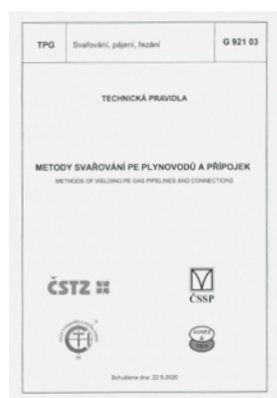 TPG
Svařování, pájení, řezání
G 921 03
TECHNICKÁ PRAVIDLA
METODY SVAŘOVÁNÍ PE PLYNOVODŮ A PŘÍPOJEK
METHODS OF WELDING PE GAS PIPELINES AND CONNECTIONS
ČSTZ
ČSSP
Schválena dne: 22.9.2020